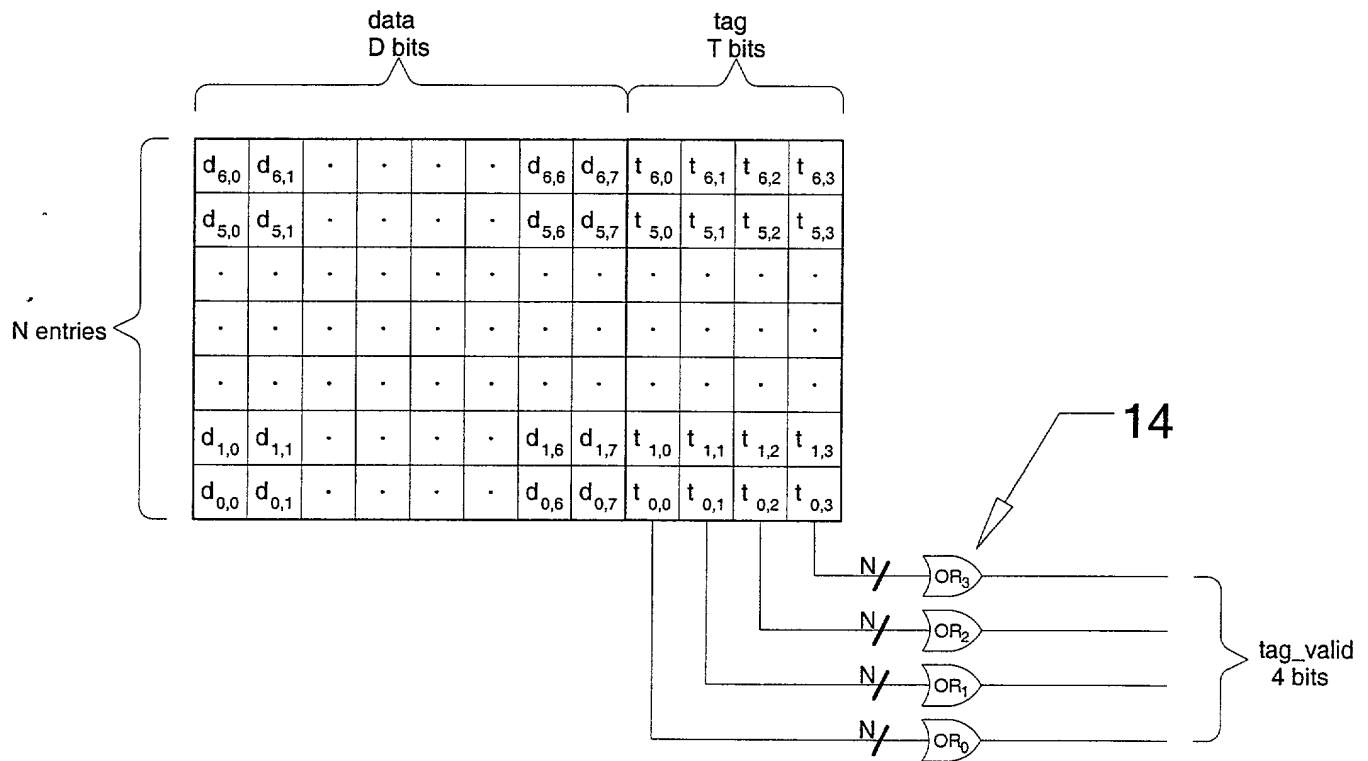 data
D bits
tag
T bits
N entries
d6,0 d6,1 · · · · d6,6 d6,7 t 6,0 t 6,1 t 6,2 t 6,3
d5,0 d5,1 · · · · d5,6 d5,7 t 5,0 t 5,1 t 5,2 t 5,3
· · · · · · · · · · · ·
· · · · · · · · · · · ·
· · · · · · · · · · · ·
d1,0 d1,1 · · · · d1,6 d1,7 t 1,0 t 1,1 t 1,2 t 1,3
d0,0 d0,1 · · · · d0,6 d0,7 t 0,0 t 0,1 t 0,2 t 0,3
14
N OR3
N OR2
N OR1
N OR0
tag_valid
4 bits